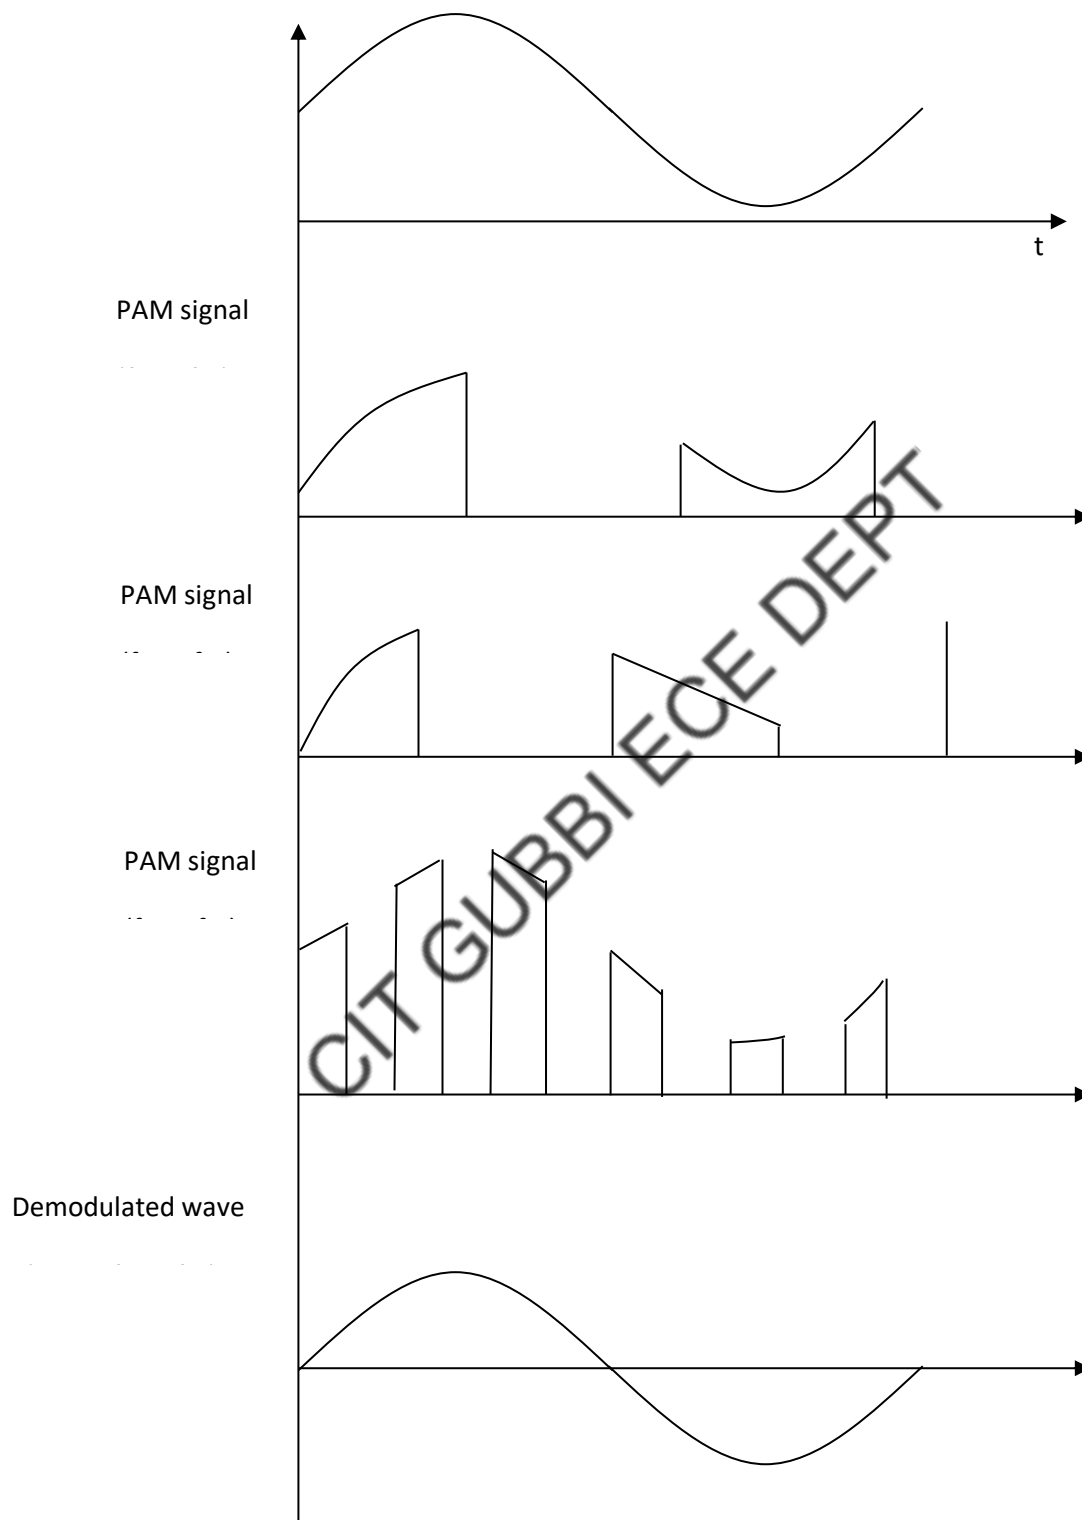 t
PAM signal
PAM signal
PAM signal
CIT GUBBI ECE DEPT
Demodulated wave